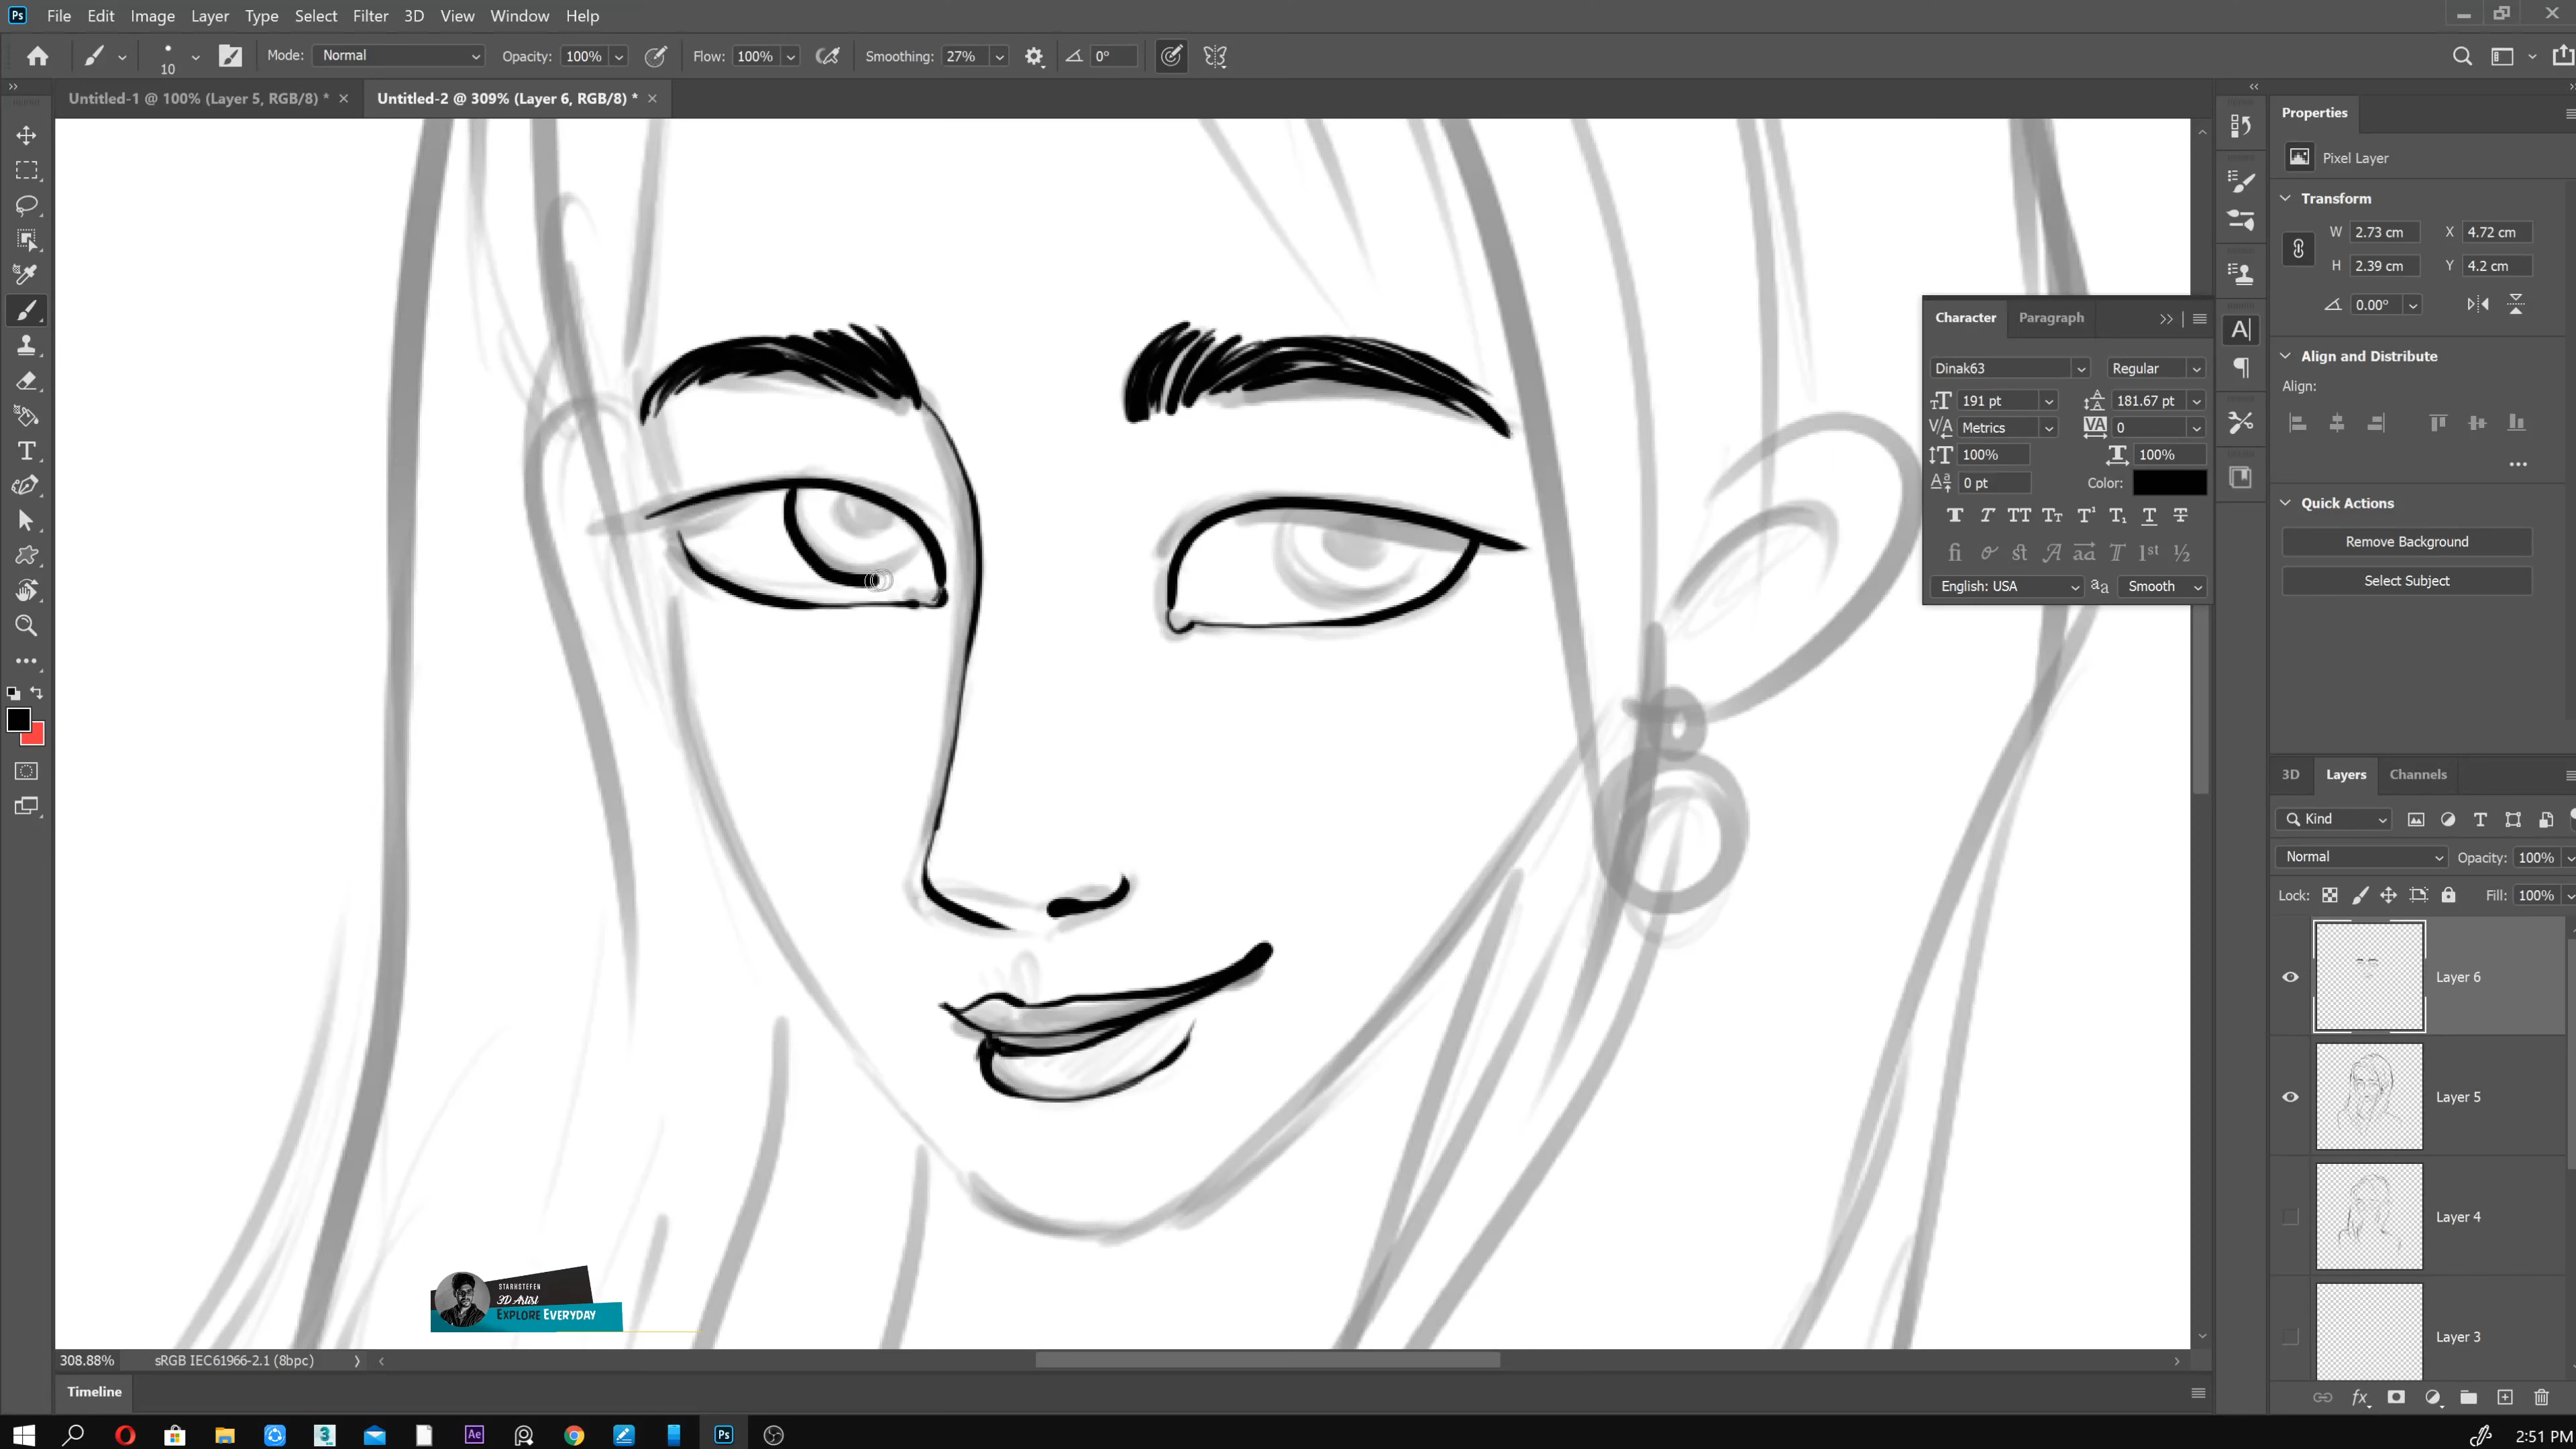 File Edit Image Layer Type Select Filter 3D View Window Help
10 Mode: Normal Opacity: 100% Flow: 100% Smoothing: 27% 0°
Untitled-1 @ 100% (Layer 5, RGB/8) * Untitled-2 @ 309% (Layer 6, RGB/8) *
Properties
Pixel Layer
Transform
W 2.73 cm X 4.72 cm
H 2.39 cm Y 4.2 cm
0.00°
Align and Distribute
Align:
Quick Actions
Remove Background
Select Subject
Character Paragraph
Dinak63 Regular
191 pt 181.67 pt
Metrics 0
100% 100%
0 pt Color:
English: USA Smooth
3D Layers Channels
Kind
Normal Opacity: 100%
Lock: Fill: 100%
Layer 6
Layer 5
Layer 4
Layer 3
STARKSTEFEN
3D Artist
EXPLORE EVERYDAY
308.88% sRGB IEC61966-2.1 (8bpc)
Timeline
2:51 PM